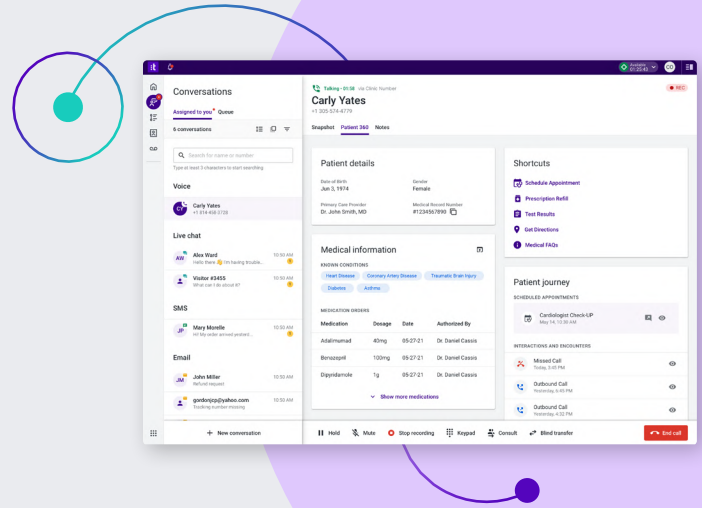 :t
Available
01:25:43
CD
Conversations
Assigned to you
Queue
6 conversations
Search for name or number
Type at least 3 characters to start searching
Voice
CY
Carly Yates
+1 814-450-3728
Live chat
AW
Alex Ward
10:50 AM
Hello there 👋 I'm having trouble...
Visitor #3455
10:50 AM
What can I do about it?
SMS
JP
Mary Morelle
10:50 AM
Hi! My order arrived yesterd...
Email
JM
John Miller
10:50 AM
Refund request
gordonjcp@yahoo.com
10:50 AM
Tracking number missing
+ New conversation
Talking - 01:58 via Clinic Number
REC
Carly Yates
+1 305-574-4779
Snapshot
Patient 360
Notes
Patient details
Date of Birth
Gender
Jun 3, 1974
Female
Primary Care Provider
Medical Record Number
Dr. John Smith, MD
#1234567890
Medical information
KNOWN CONDITIONS
Heart Disease
Coronary Artery Disease
Traumatic Brain Injury
Diabetes
Asthma
MEDICATION ORDERS
Medication Dosage Date Authorized By
Adalimumad 40mg 05-27-21 Dr. Daniel Cassis
Benazapril 100mg 05-27-21 Dr. Daniel Cassis
Dipyridamole 1g 05-27-21 Dr. Daniel Cassis
Show more medications
Shortcuts
Schedule Appointment
Prescription Refill
Test Results
Get Directions
Medical FAQs
Patient journey
SCHEDULED APPOINTMENTS
Cardiologist Check-UP
May 14, 10:30 AM
INTERACTIONS AND ENCOUNTERS
Missed Call
Today, 3:45 PM
Outbound Call
Yesterday, 6:45 PM
Outbound Call
Yesterday, 4:32 PM
Hold
Mute
Stop recording
Keypad
Consult
Blind transfer
End call